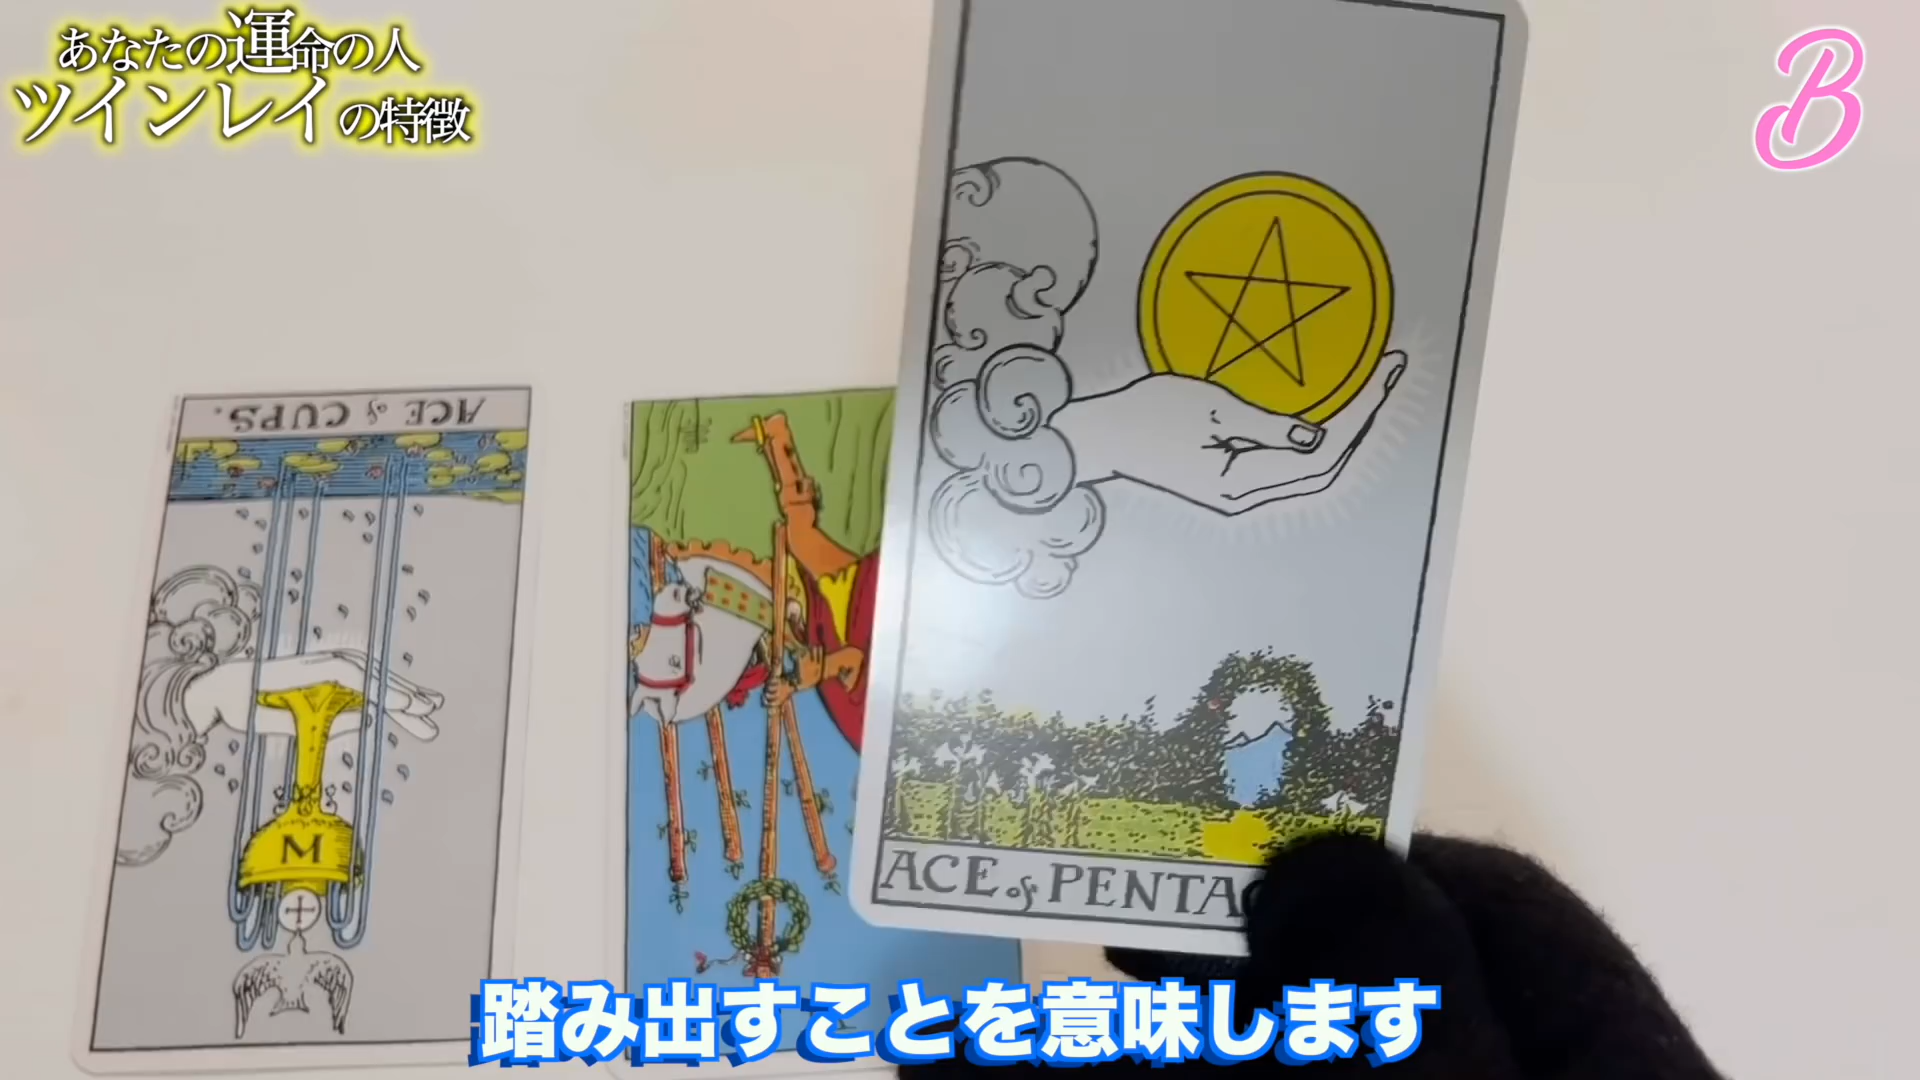 あなたの運命の人
ツインレイの特徴
B
ACE of CUPS.
M
ACE of PENTA
踏み出すことを意味します